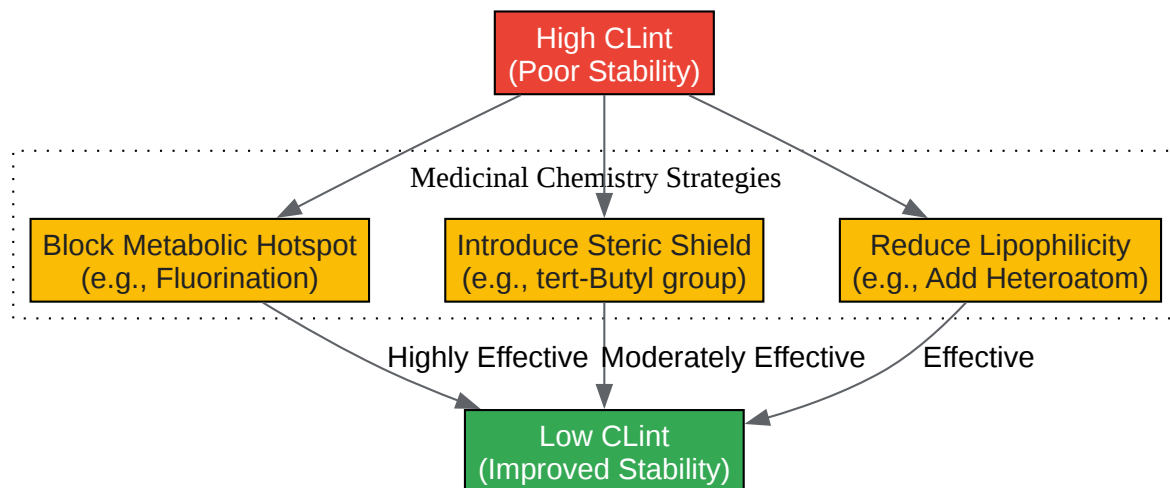 High CLint
(Poor Stability)
Medicinal Chemistry Strategies
Block Metabolic Hotspot
(e.g., Fluorination)
Introduce Steric Shield
(e.g., tert-Butyl group)
Reduce Lipophilicity
(e.g., Add Heteroatom)
Highly Effective
Moderately Effective
Effective
Low CLint
(Improved Stability)